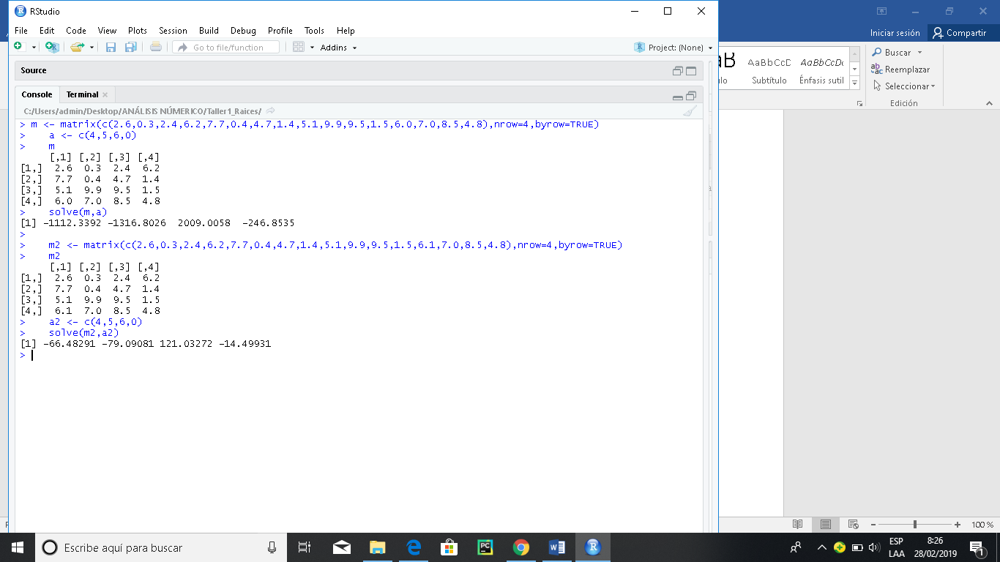 RStudio
File Edit Code View Plots Session Build Debug Profile Tools Help
Go to file/function Addins Project: (None)
Source
Console Terminal
C:/Users/admin/Desktop/ANÁLISIS NÚMERICO/Taller1_Raices/
> m <- matrix(c(2.6,0.3,2.4,6.2,7.7,0.4,4.7,1.4,5.1,9.9,9.5,1.5,6.0,7.0,8.5,4.8),nrow=4,byrow=TRUE)
> a <- c(4,5,6,0)
> m
[,1] [,2] [,3] [,4]
[1,] 2.6 0.3 2.4 6.2
[2,] 7.7 0.4 4.7 1.4
[3,] 5.1 9.9 9.5 1.5
[4,] 6.0 7.0 8.5 4.8
> solve(m,a)
[1] -1112.3392 -1316.8026 2009.0058 -246.8535
>
> m2 <- matrix(c(2.6,0.3,2.4,6.2,7.7,0.4,4.7,1.4,5.1,9.9,9.5,1.5,6.1,7.0,8.5,4.8),nrow=4,byrow=TRUE)
> m2
[,1] [,2] [,3] [,4]
[1,] 2.6 0.3 2.4 6.2
[2,] 7.7 0.4 4.7 1.4
[3,] 5.1 9.9 9.5 1.5
[4,] 6.1 7.0 8.5 4.8
> a2 <- c(4,5,6,0)
> solve(m2,a2)
[1] -66.48291 -79.09081 121.03272 -14.49931
>
Iniciar sesión Compartir
AaBbCcD AaBbCcDc
Subtítulo Énfasis sutil
Buscar
Reemplazar
Seleccionar
Edición
100 %
Escribe aquí para buscar
ESP
LAA
8:26
28/02/2019
1